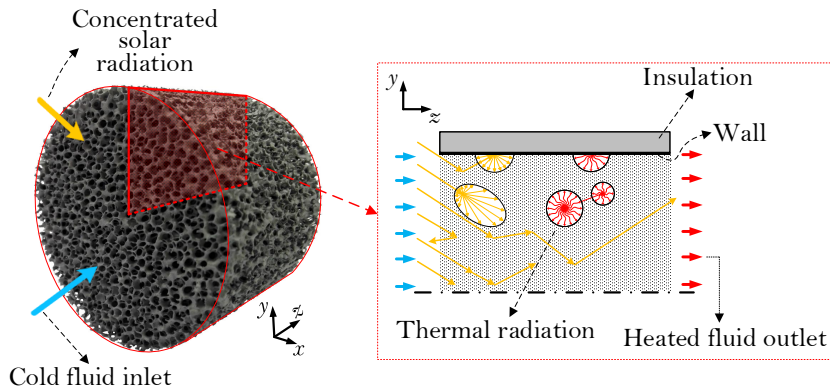 Concentrated
solar
radiation
Cold fluid inlet
y
z
x
y
z
Insulation
Wall
Thermal radiation
Heated fluid outlet